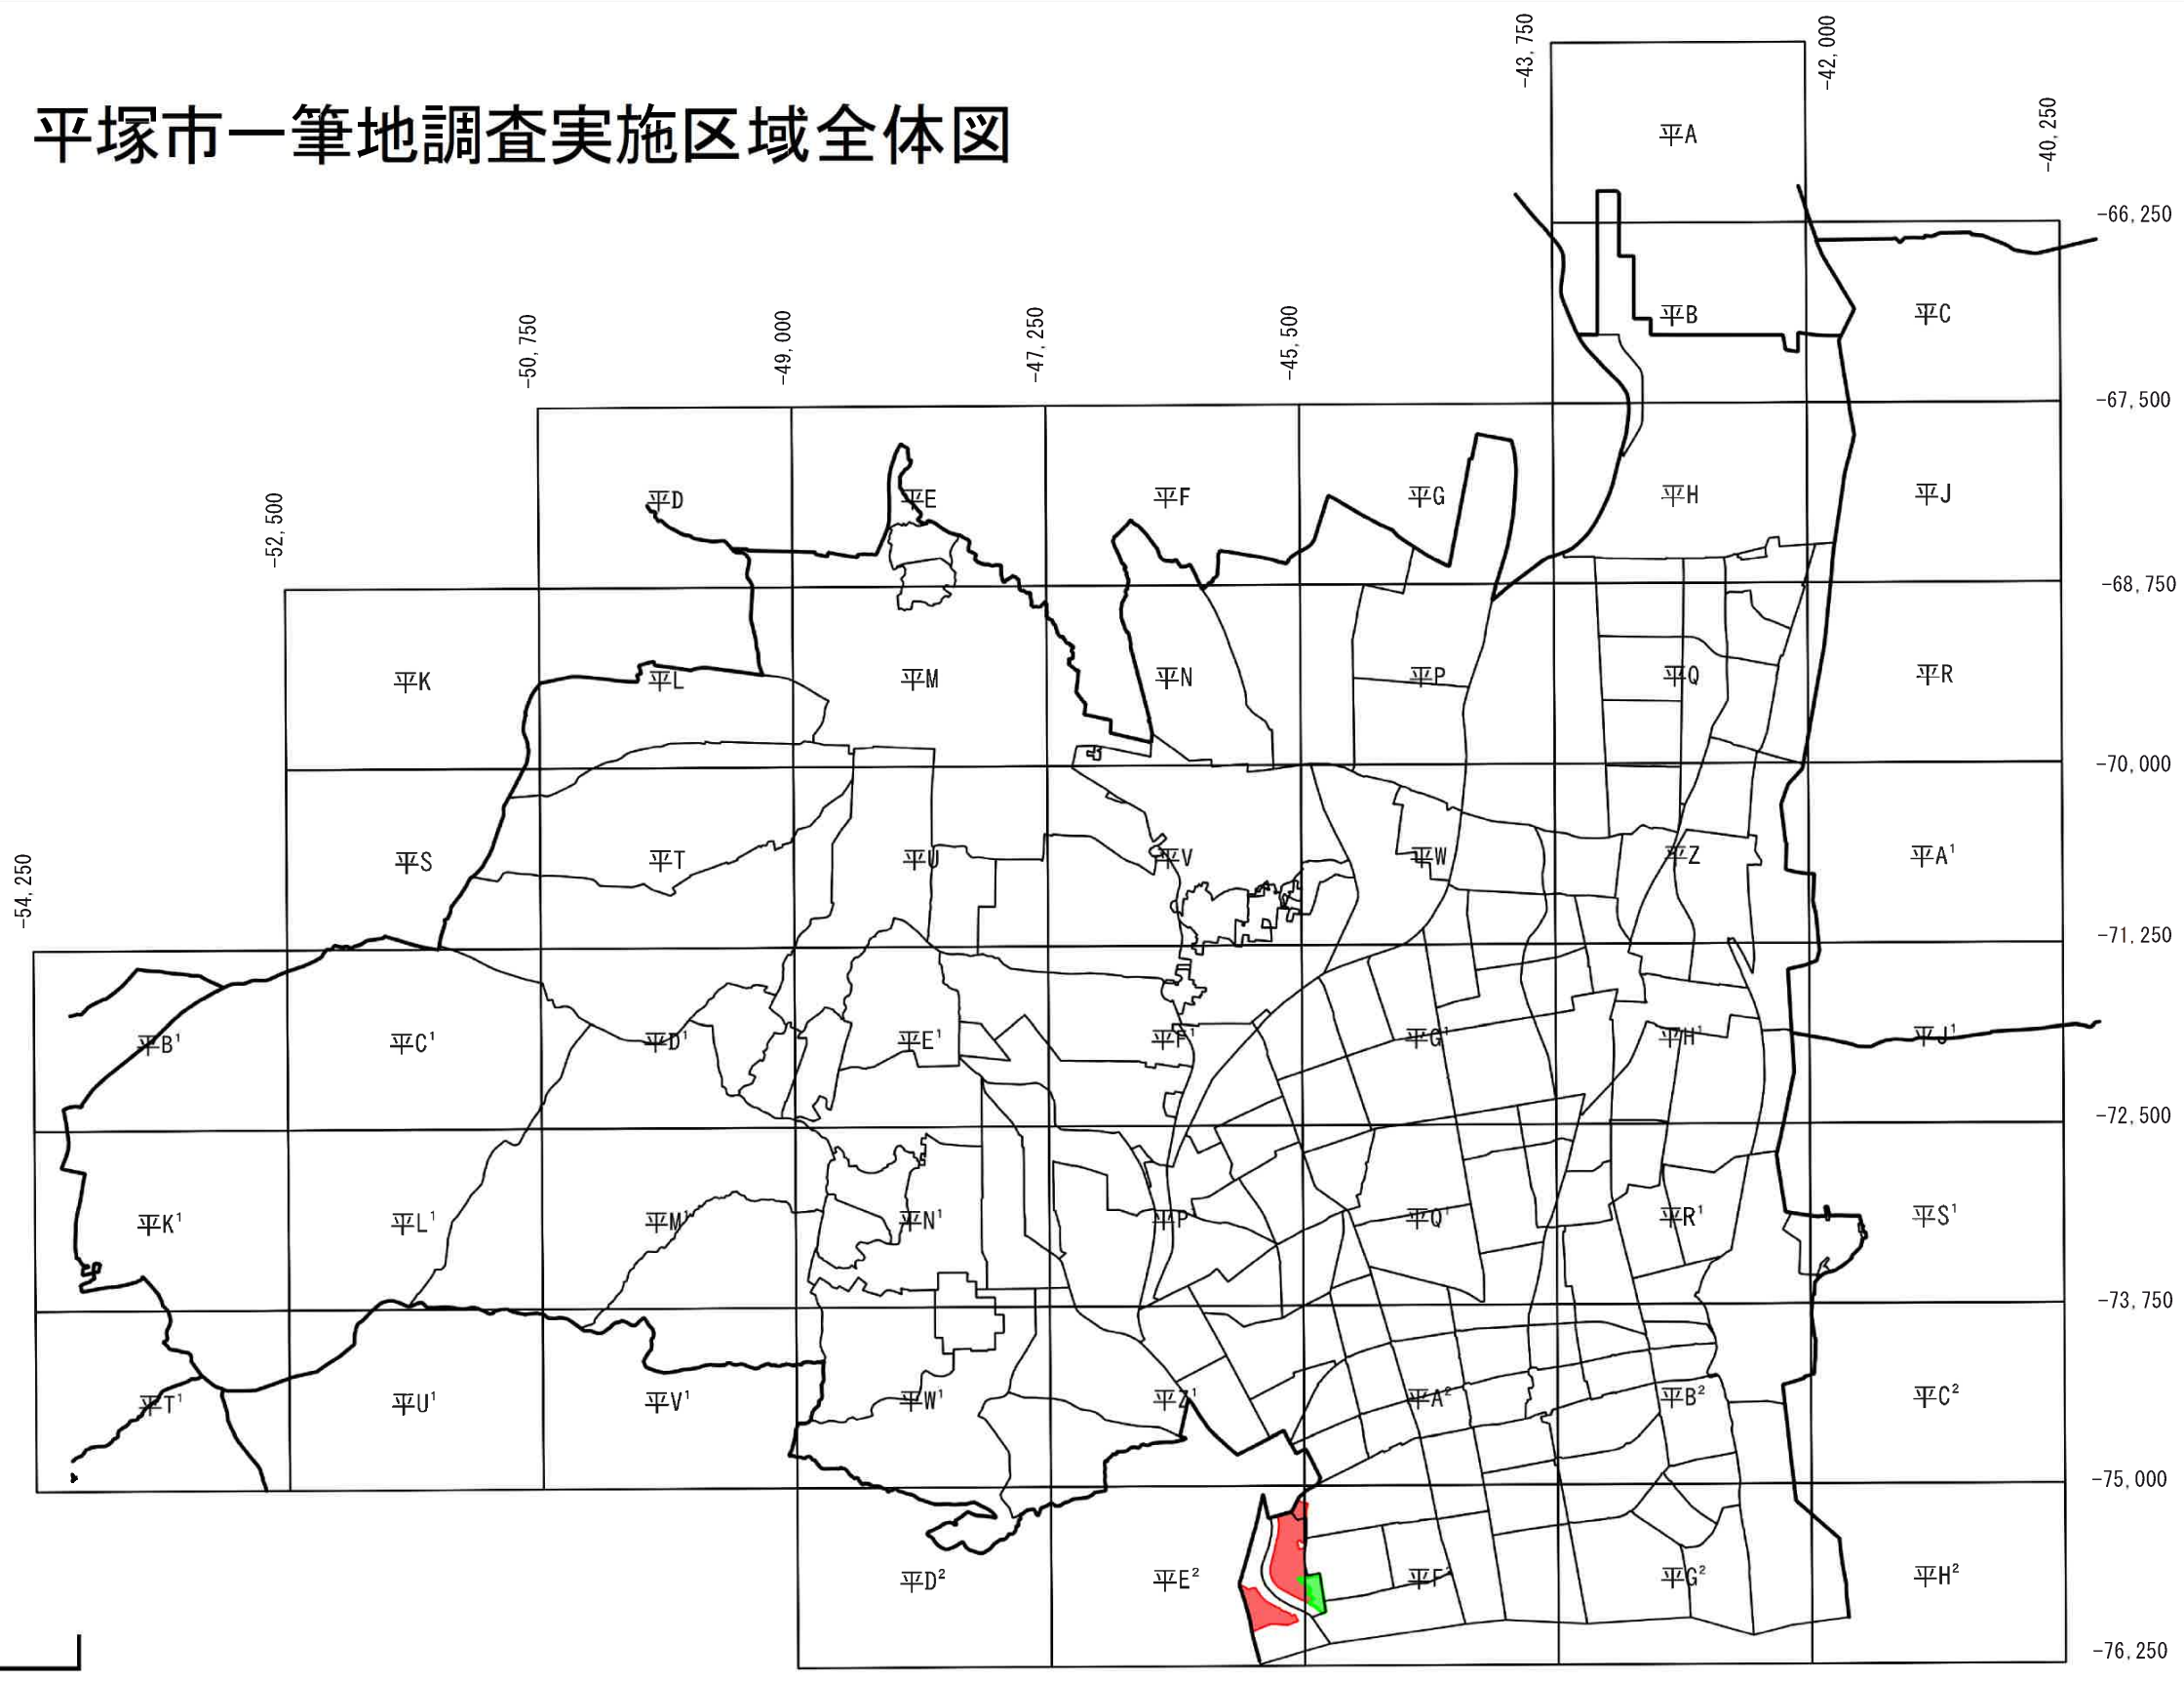 -43,750
-42,000
-40,250
平塚市一筆地調査実施区域全体図
平A
-66,250
平B
平C
-50,750
-49,000
-47,250
-45,500
-67,500
-52,500
平D
平E
平F
平G
平H
平J
-68,750
平K
平L
平M
平N
平P
平Q
平R
-70,000
-54,250
平S
平T
平U
平V
平W
平Z
平A¹
-71,250
平B¹
平C¹
平D¹
平E¹
平F¹
平G¹
平H¹
平J¹
-72,500
平K¹
平L¹
平M¹
平N¹
平P¹
平Q¹
平R¹
平S¹
-73,750
平T¹
平U¹
平V¹
平W¹
平Z¹
平A²
平B²
平C²
-75,000
平D²
平E²
平F²
平G²
平H²
-76,250